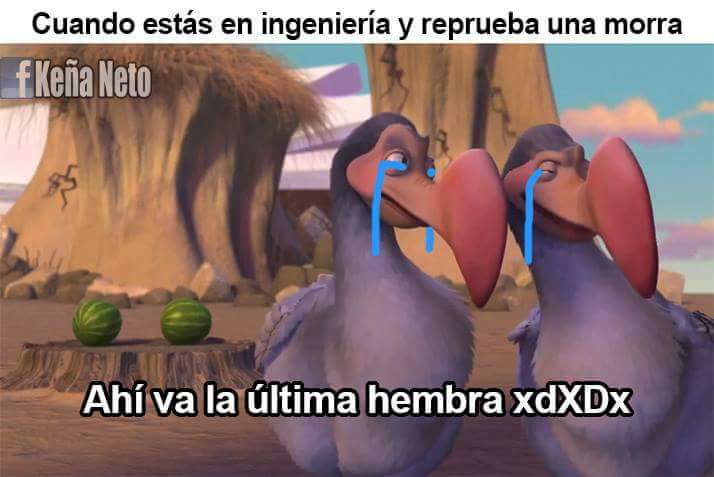 Cuando estás en ingeniería y reprueba una morra
f Keña Neto
Ahí va la última hembra xdXDx